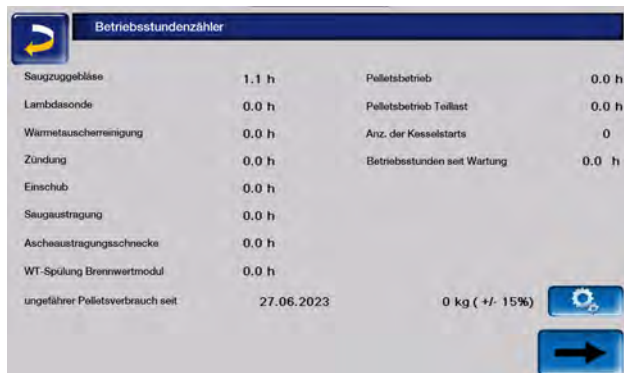 Betriebsstundenzähler
Saugzuggebläse 1.1 h Pelletsbetrieb 0.0 h
Lambdasonde 0.0 h Pelletsbetrieb Teillast 0.0 h
Wärmetauscherreinigung 0.0 h Anz. der Kesselstarts 0
Zündung 0.0 h Betriebsstunden seit Wartung 0.0 h
Einschub 0.0 h
Saugaustragung 0.0 h
Ascheaustragungsschnecke 0.0 h
WT-Spülung Brennwertmodul 0.0 h
ungefährer Pelletsverbrauch seit 27.06.2023 0 kg ( +/- 15%)